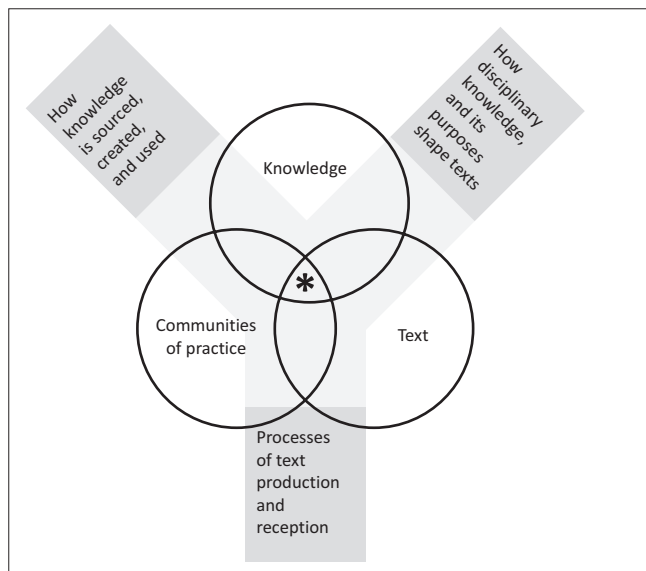 How
knowledge
is sourced,
created,
and used
How
disciplinary
knowledge,
and its
purposes
shape texts
Knowledge
*
Communities
of practice
Text
Processes
of text
production
and
reception